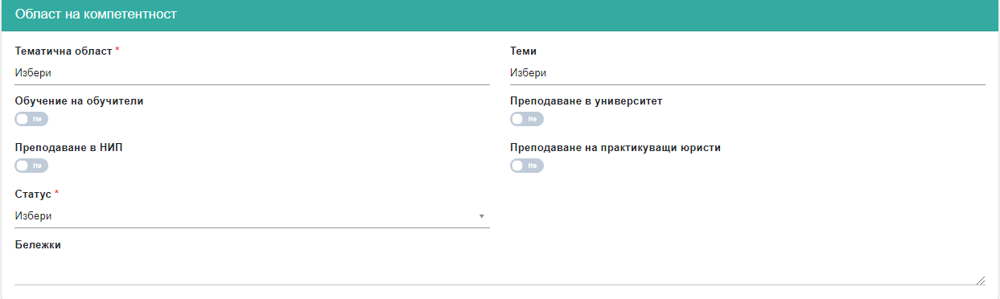 Област на компетентност
Тематична област *
Теми
Избери
Избери
Обучение на обучители
Преподаване в университет
Не
Не
Преподаване в НИП
Преподаване на практикуващи юристи
Не
Не
Статус *
Избери
Бележки